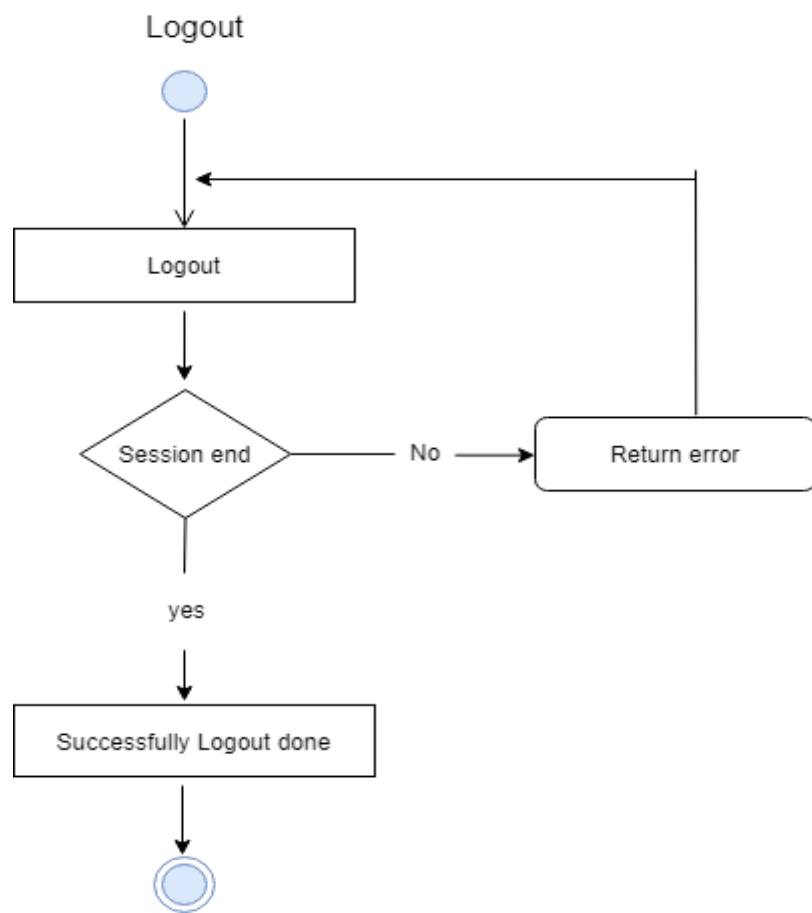 Logout
Logout
Session end
No
Return error
yes
Successfully Logout done